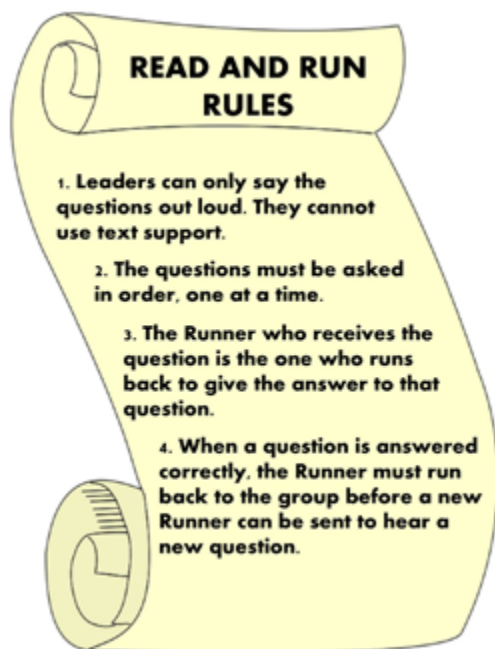 READ AND RUN
RULES
1. Leaders can only say the
questions out loud. They cannot
use text support.
2. The questions must be asked
in order, one at a time.
3. The Runner who receives the
question is the one who runs
back to give the answer to that
question.
4. When a question is answered
correctly, the Runner must run
back to the group before a new
Runner can be sent to hear a
new question.